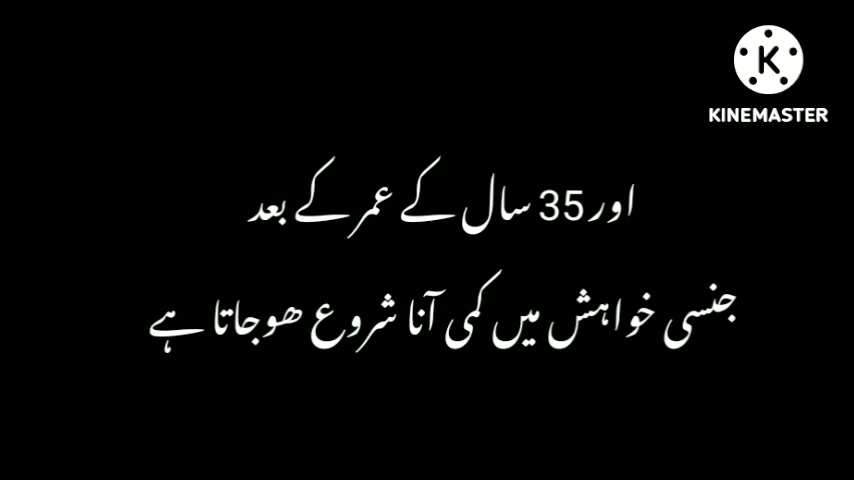 KINEMASTER
اور 35 سال کے عمر کے بعد
جنسی خواہش میں کمی آنا شروع ھوجاتا ہے